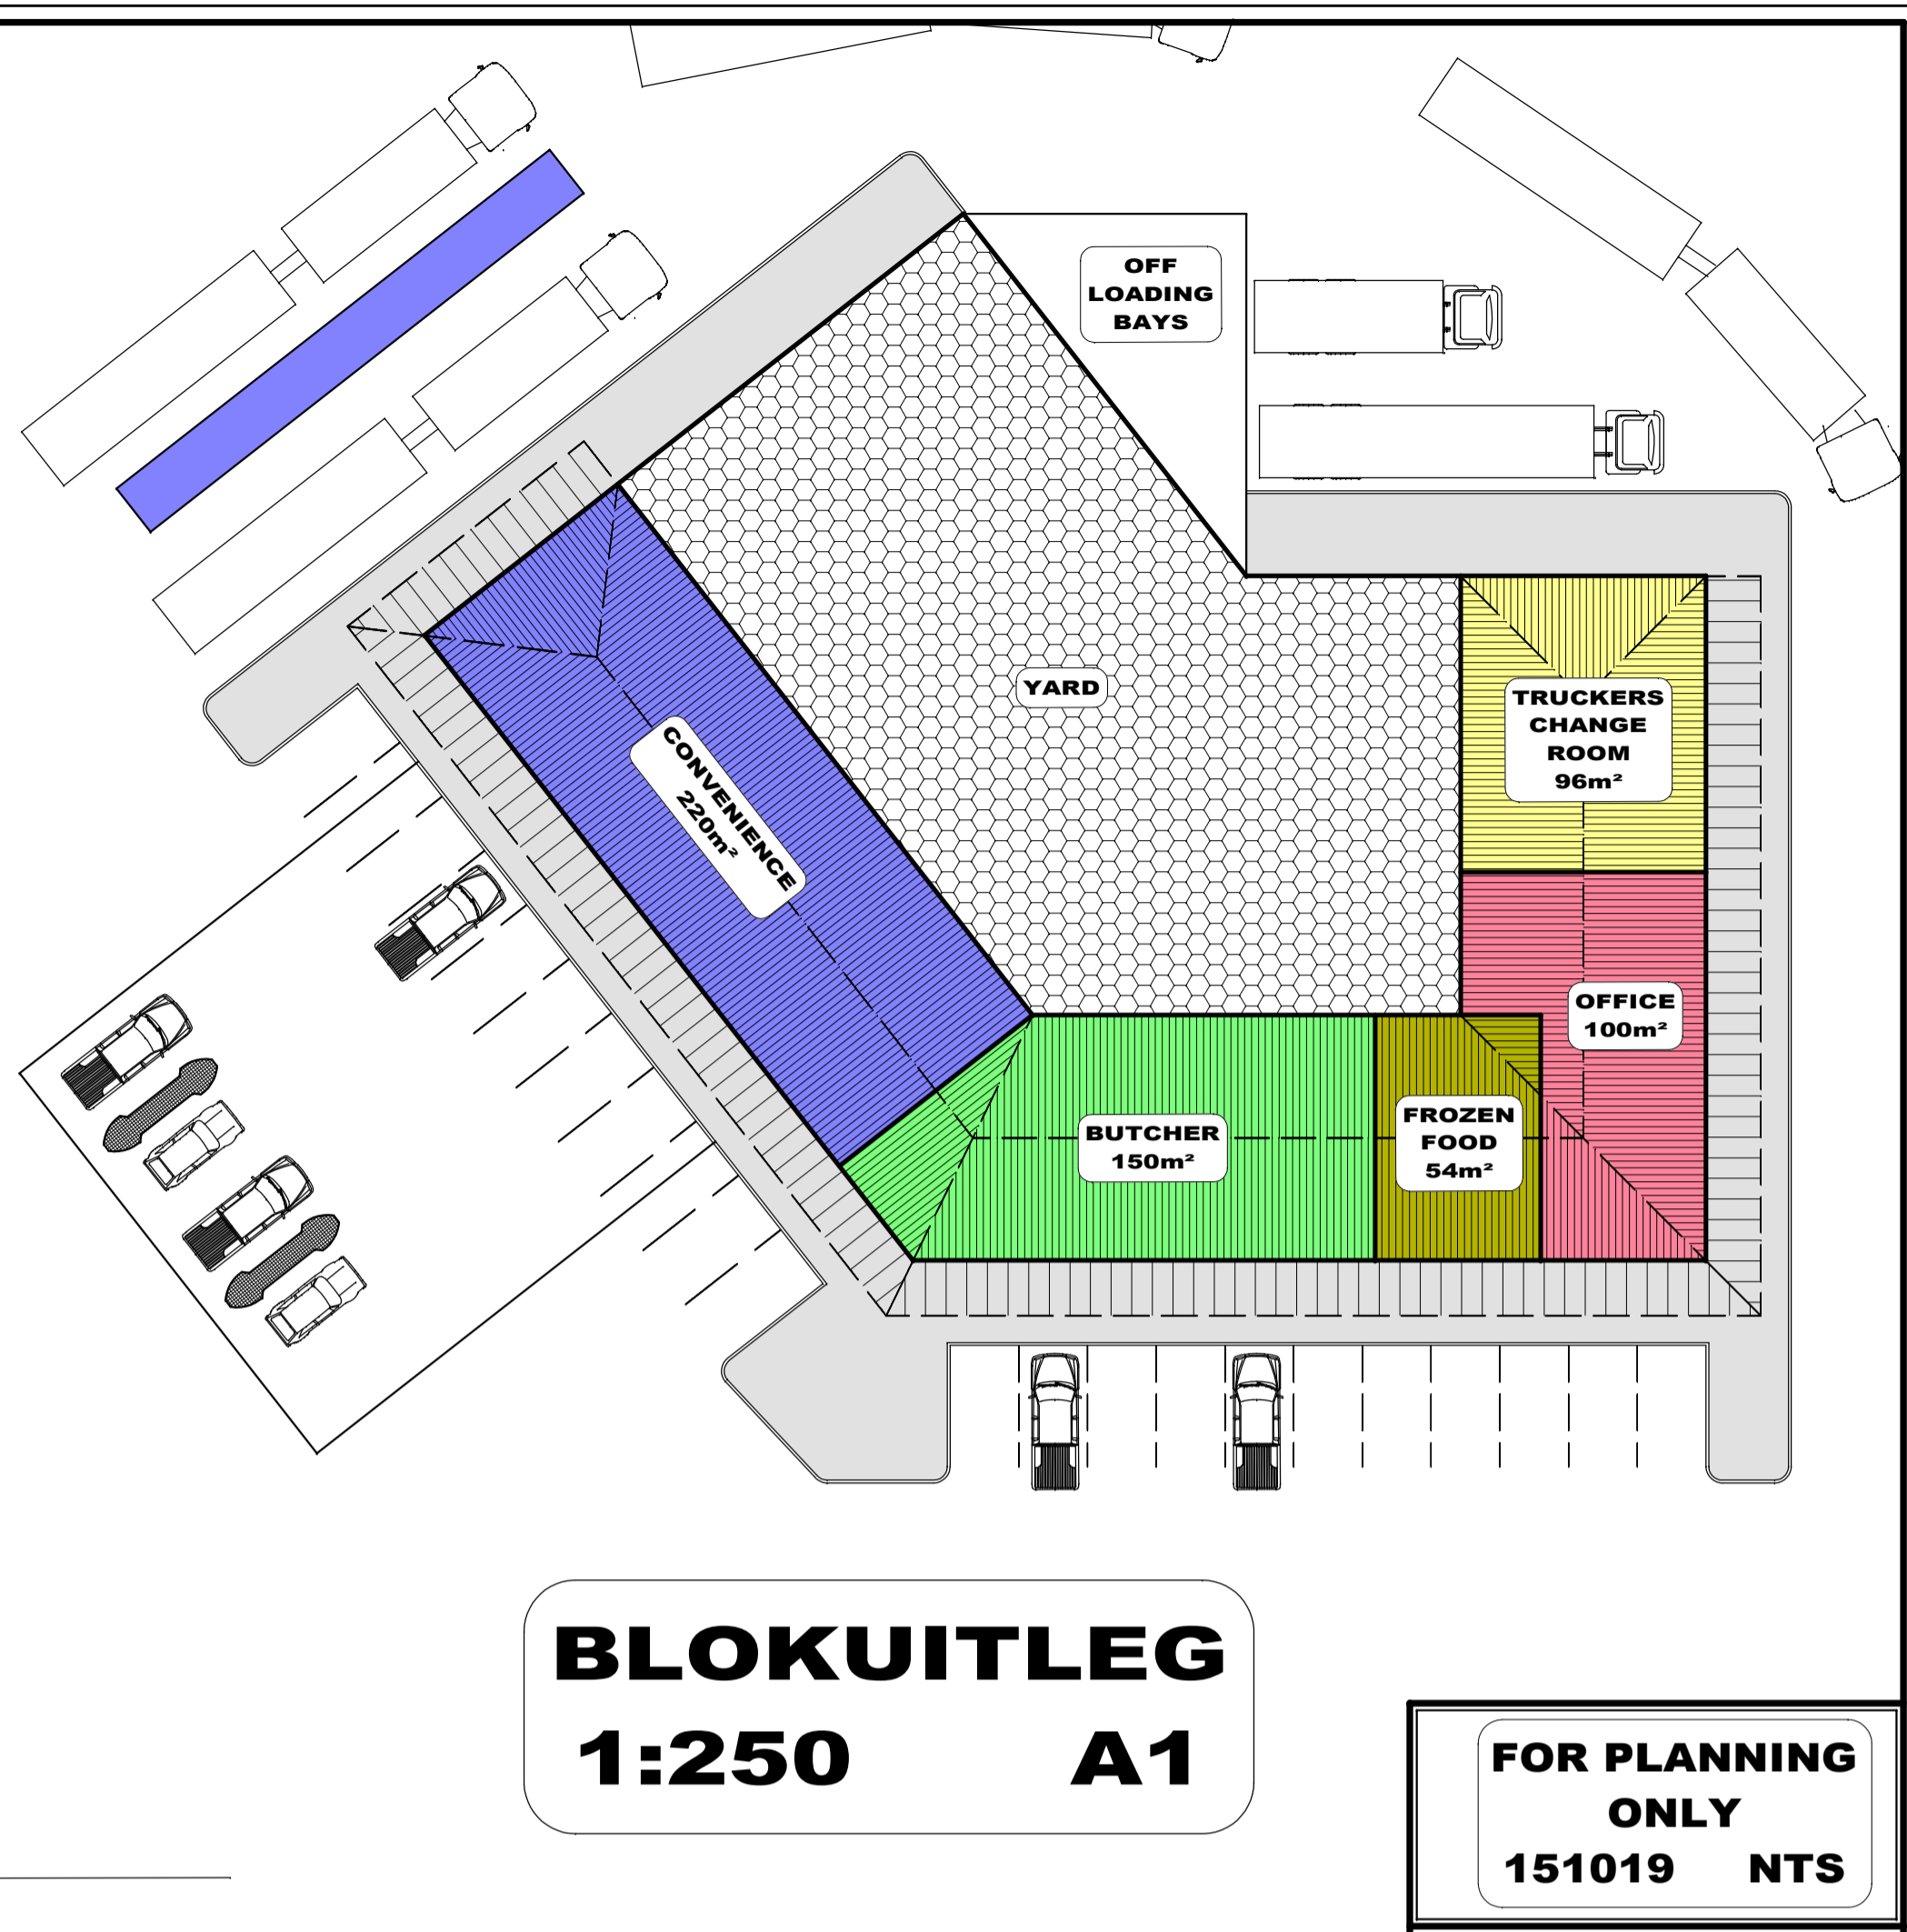 OFF
LOADING
BAYS
YARD
TRUCKERS
CHANGE
ROOM
96m²
CONVENIENCE
220m²
OFFICE
100m²
BUTCHER
150m²
FROZEN
FOOD
54m²
BLOKUITLEG
1:250 A1
FOR PLANNING
ONLY
151019 NTS